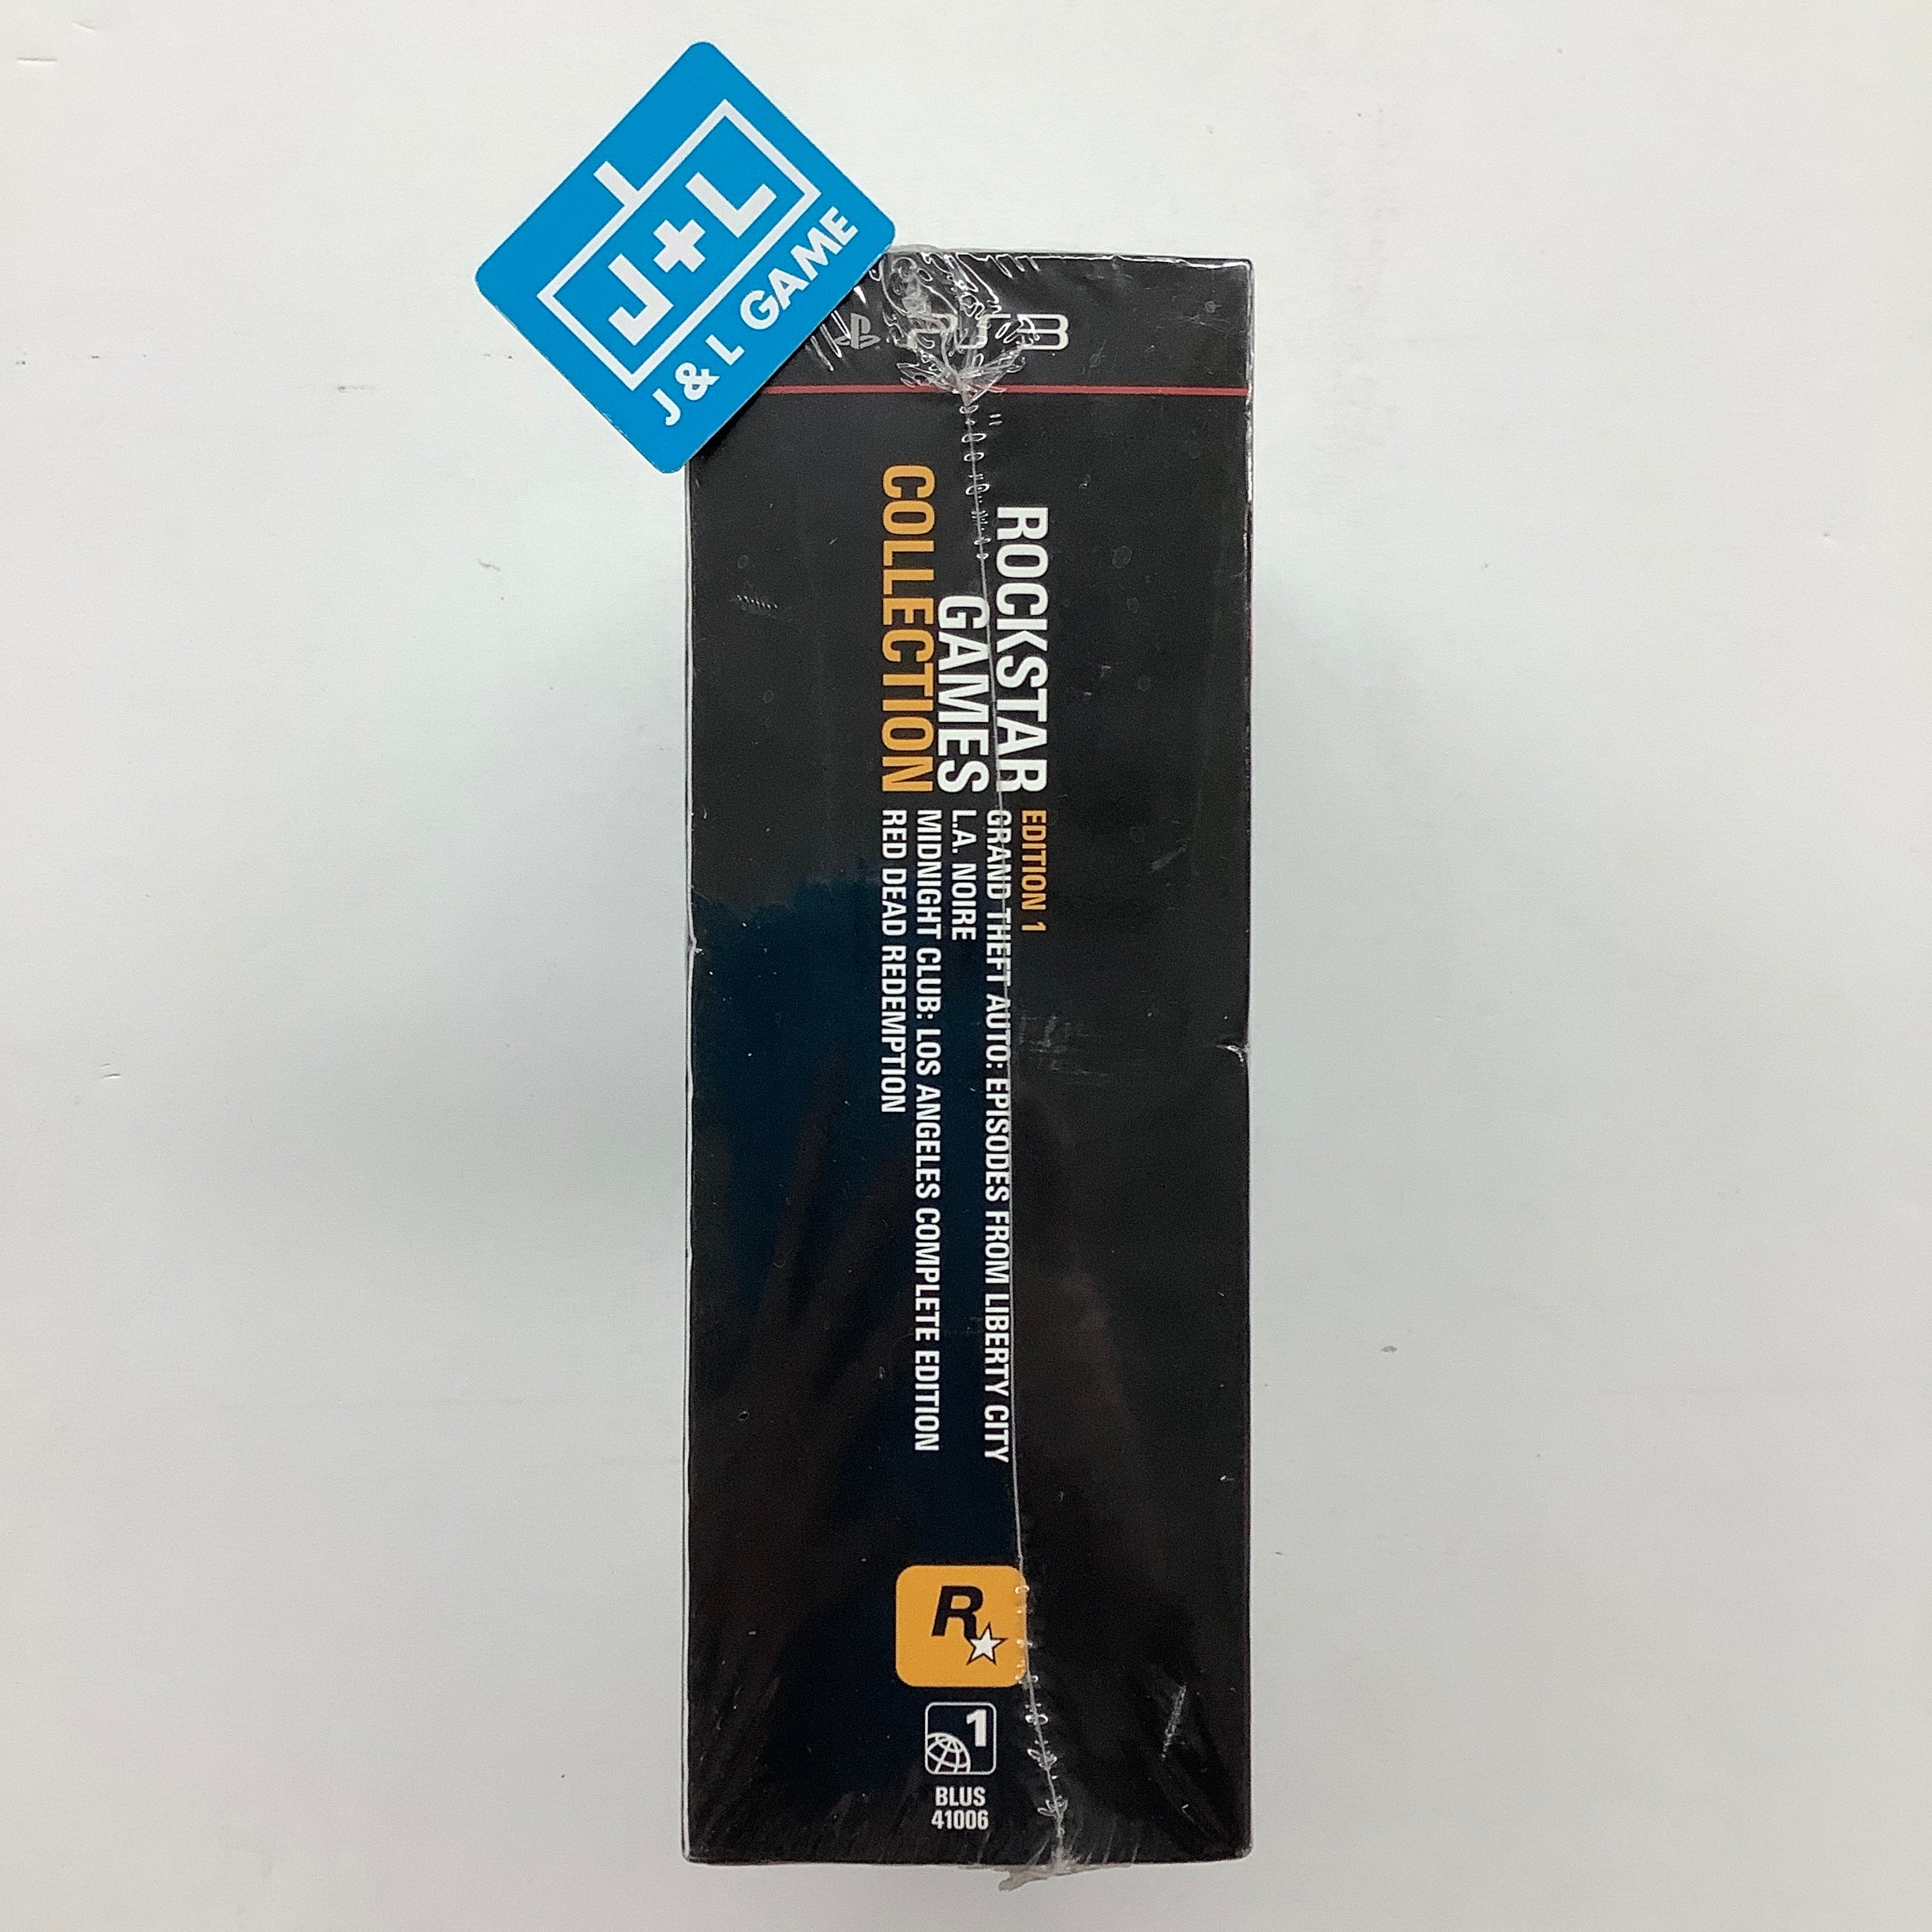 J+L
J & L GAME
ROCKSTAR
GAMES
COLLECTION
EDITION 1
GRAND THEFT AUTO: EPISODES FROM LIBERTY CITY
L.A. NOIRE
MIDNIGHT CLUB: LOS ANGELES COMPLETE EDITION
RED DEAD REDEMPTION
R
1
BLUS
41006